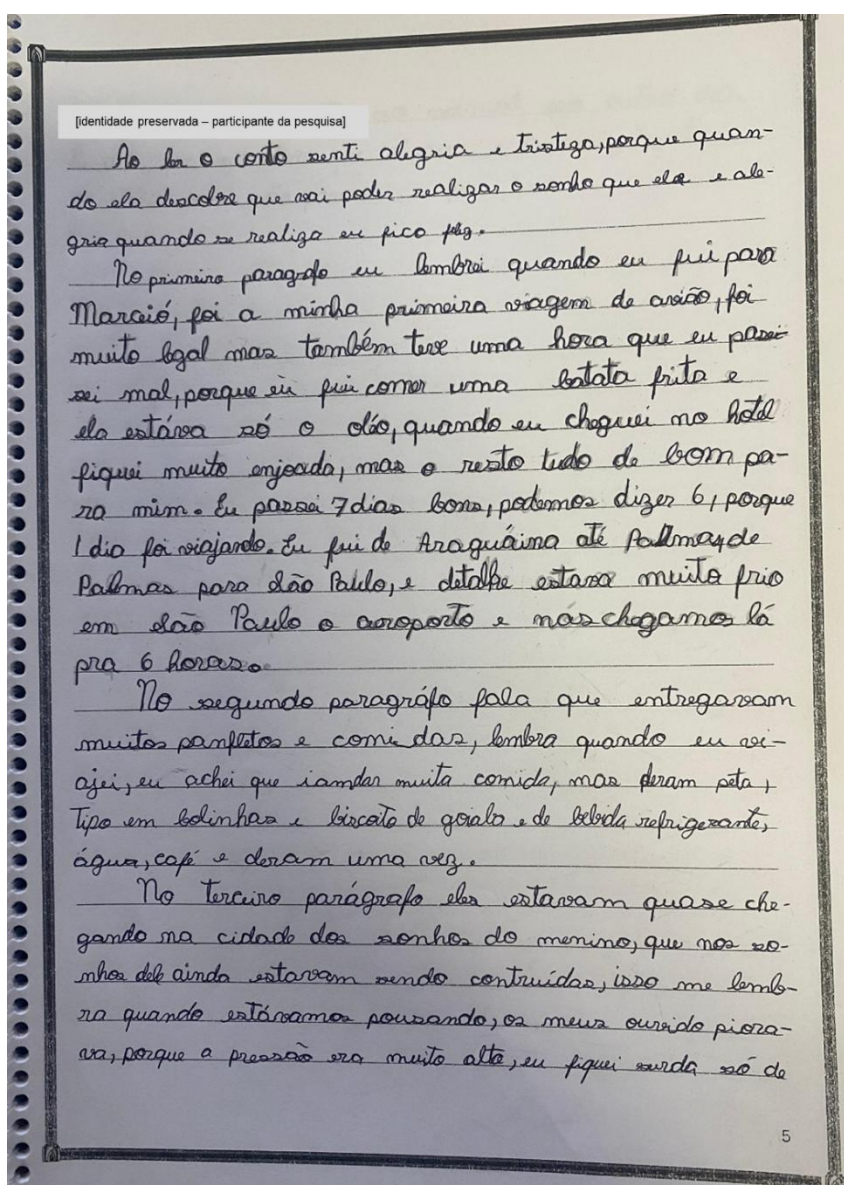 [identidade preservada – participante da pesquisa]
Ao ler o conto senti alegria e tristeza, porque quan-
do ela descobre que vai poder realizar o sonho que ela e ale-
gria quando se realiza eu fico feliz.
No primeiro paragrafo eu lembrei quando eu fui para
Marceió, foi a minha primeira viagem de avião, foi
muito legal mas também teve uma hora que eu passei
sei mal, porque eu fui comer uma batata frita e
ela estáva só o oláo, quando eu cheguei no hotel
fiquei muito enjoada, mas o resto tudo de bom pa-
ra mim. Eu passei 7 dias bons, podemos dizer 6, porque
1 dia foi viajando. Eu fui de Araguáina até Palmas, de
Palmas para São Paulo, e detalhe estava muito frio
em São Paulo o aeroporto e nós chegamos lá
pra 6 horas.
No segundo paragráfo fala que entregavam
muitos panfletos e comidas, lembra quando eu vi-
ajei, eu achei que iam dar muita comida, mas deram peta,
Tipo em bolinhas e biscoito de goiaba e de bebida refrigerante,
água, café e deram uma vez.
No terceiro parágrafo eles estavam quase che-
gando na cidade dos sonhos do menino, que nos so-
nhos dele ainda estavam sendo contruídas, isso me lemb-
ra quando estávamos pousando, os meus ouvido piora-
va, porque a pressão era muito alta, eu fiquei surda só de
5